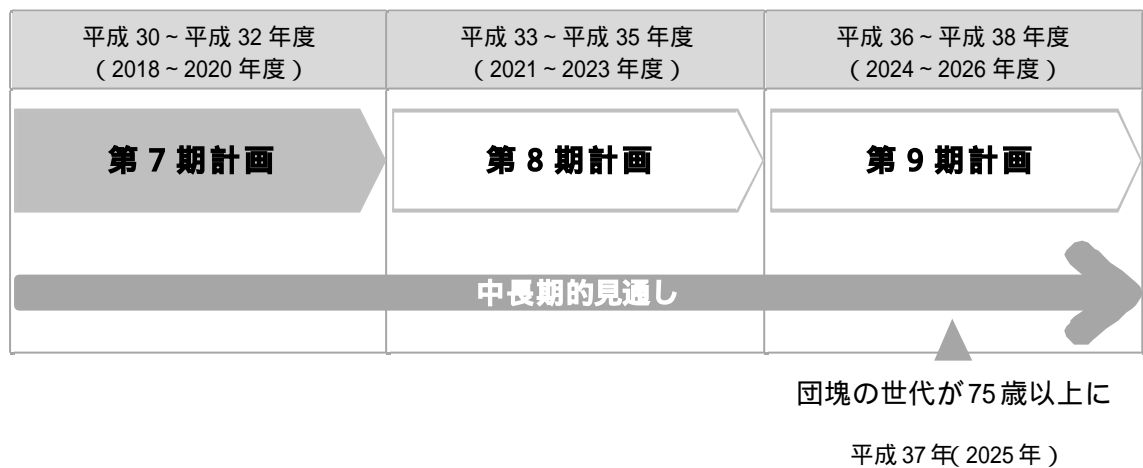 平成 30～平成 32 年度
（2018～2020 年度）
平成 33～平成 35 年度
（2021～2023 年度）
平成 36～平成 38 年度
（2024～2026 年度）
第７期計画
第８期計画
第９期計画
中長期的見通し
団塊の世代が 75 歳以上に
平成 37 年（2025 年）